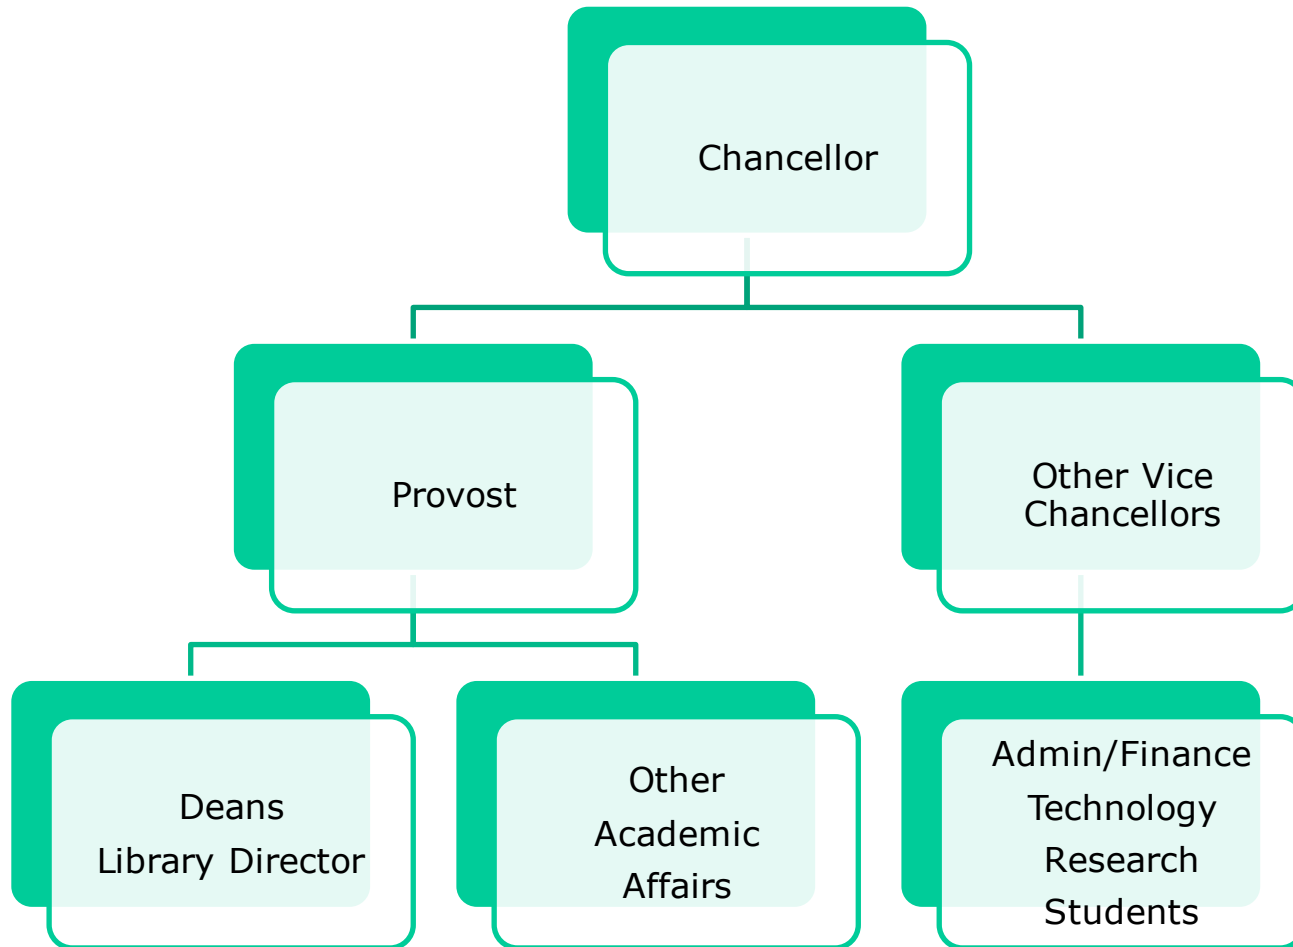 Chancellor
Provost
Other Vice
Chancellors
Deans
Library Director
Other
Academic
Affairs
Admin/Finance
Technology
Research
Students